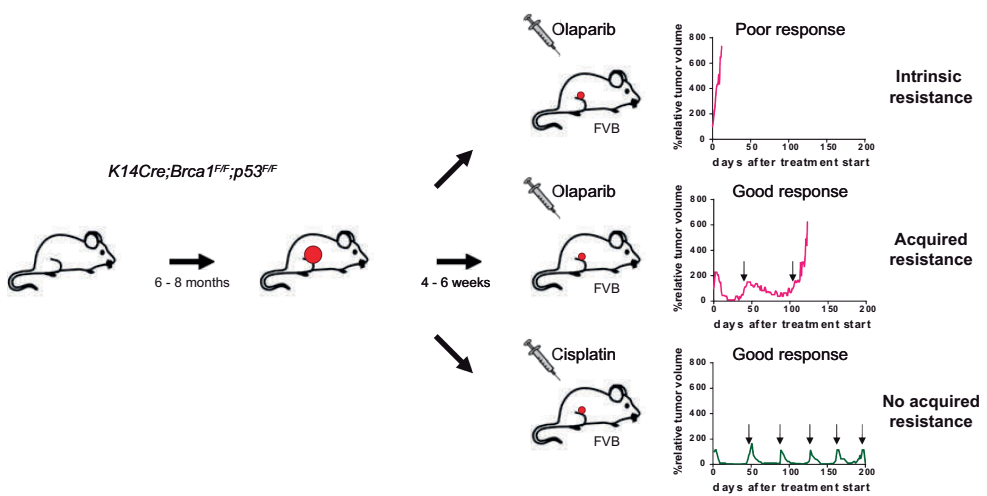 K14Cre;Brca1F/F;p53F/F
6 - 8 months
4 - 6 weeks
Olaparib
FVB
Poor response
%relative tumor volume
800
600
400
200
0
0 50 100 200
days after treatment start
Intrinsic
resistance
Olaparib
FVB
Good response
%relative tumor volume
800
600
400
200
0
0 50 100 200
days after treatment start
Acquired
resistance
Cisplatin
FVB
Good response
%relative tumor volume
800
600
400
200
0
0 50 100 200
days after treatment start
No acquired
resistance